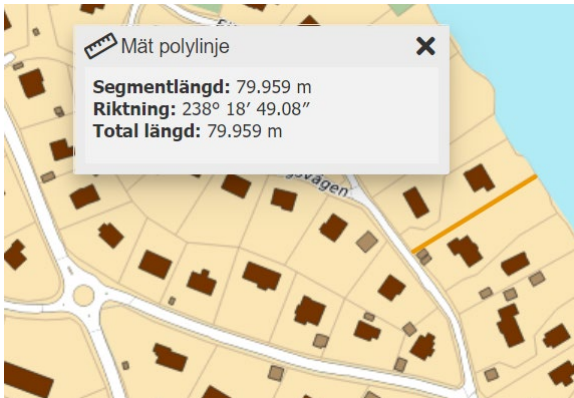 Mät polylinje
Segmentlängd: 79.959 m
Riktning: 238° 18′ 49.08″
Total längd: 79.959 m